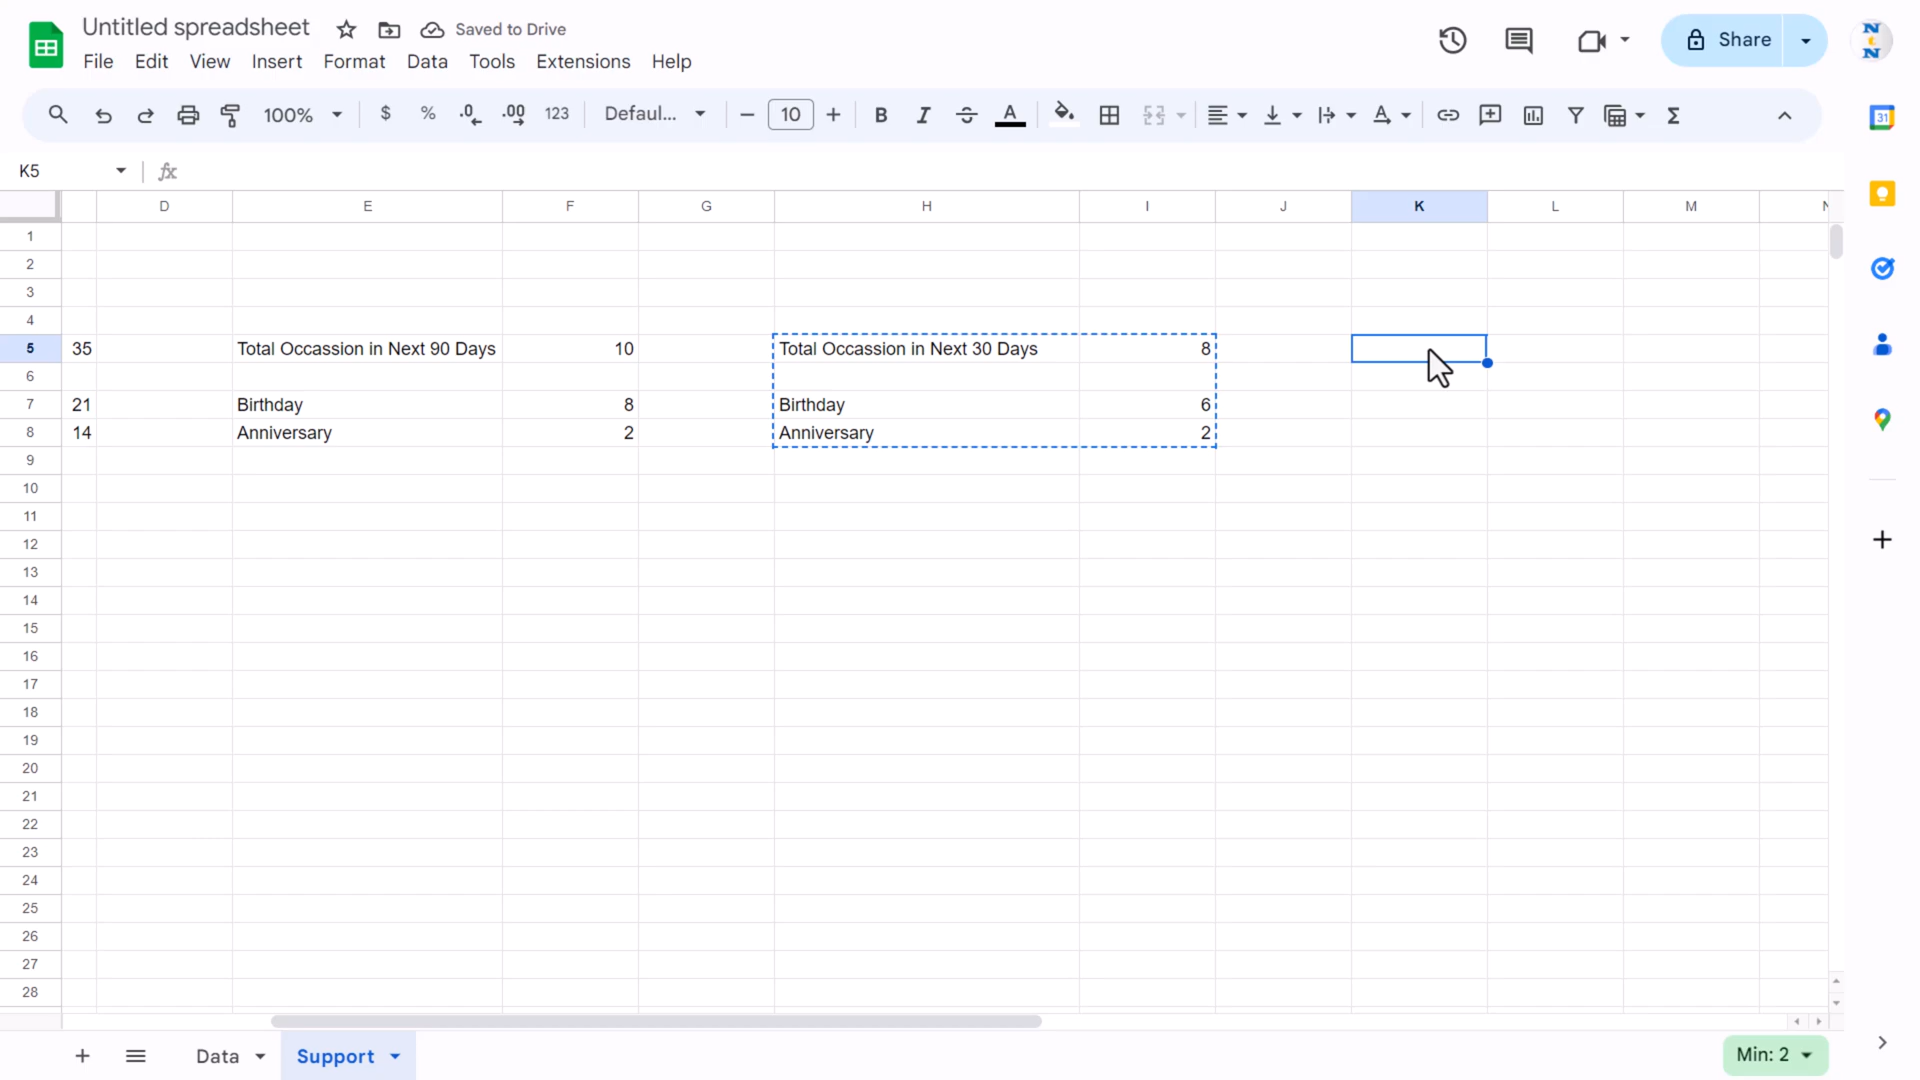 Untitled spreadsheet
Saved to Drive
File Edit View Insert Format Data Tools Extensions Help
Share
31
100% $ % .0 .00 123 Defaul... 10 B I A
K5
D E F G H I J K L M N
1
2
3
4
5 35 Total Occassion in Next 90 Days 10 Total Occassion in Next 30 Days 8
6
7 21 Birthday 8 Birthday 6
8 14 Anniversary 2 Anniversary 2
9
10
11
12
13
14
15
16
17
18
19
20
21
22
23
24
25
26
27
28
Data Support Min: 2